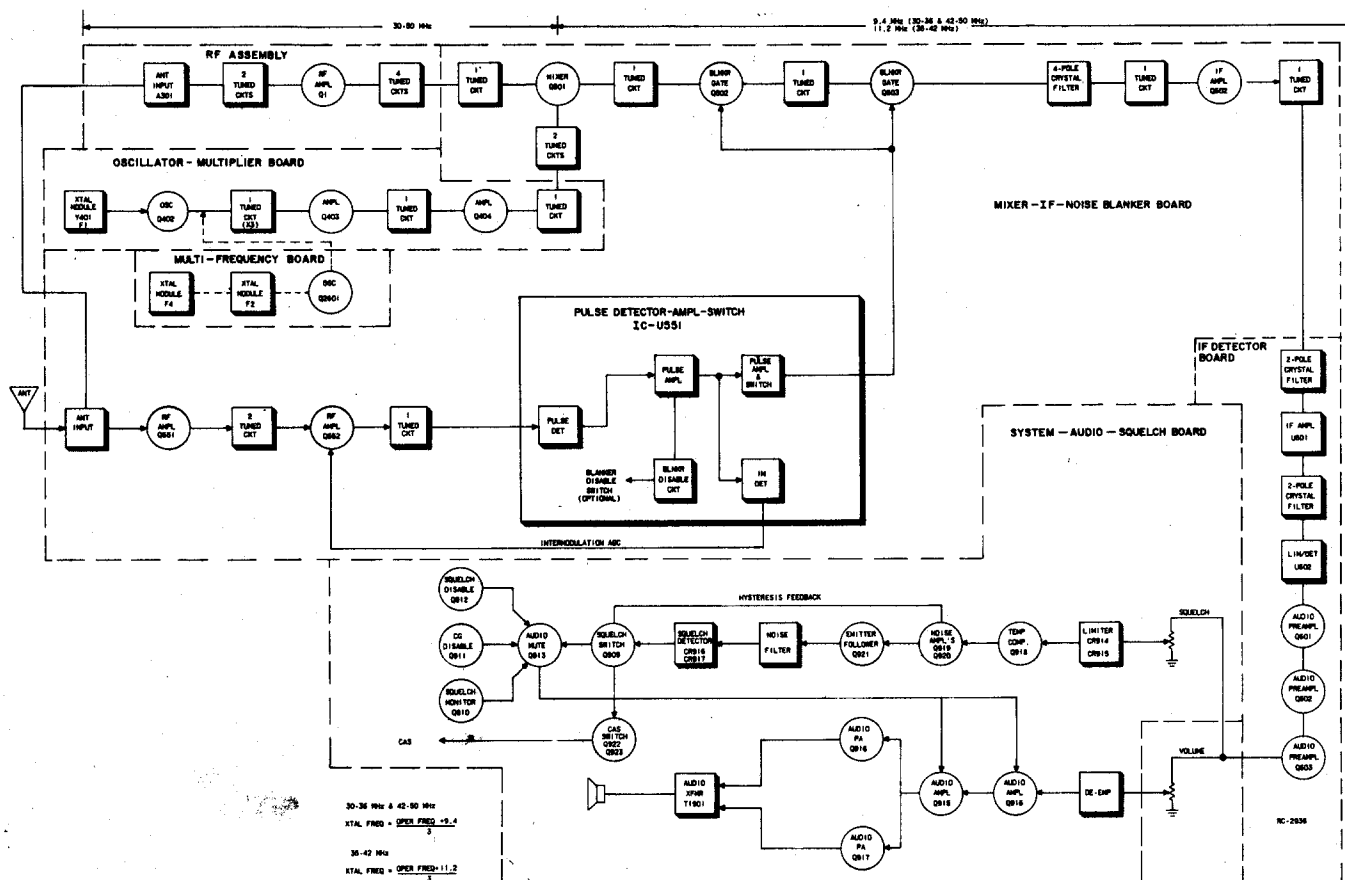 30-50 MHz
9.4 MHz (30-36 & 42-50 MHz)
11.2 MHz (36-42 MHz)
RF ASSEMBLY
ANT
INPUT
A301
2
TUNED
CKTS
RF
AMPL
Q1
4
TUNED
CKTS
1
TUNED
CKT
MIXER
Q501
1
TUNED
CKT
BLNKR
GATE
Q502
1
TUNED
CKT
BLNKR
GATE
Q503
4-POLE
CRYSTAL
FILTER
1
TUNED
CKT
IF
AMPL
1
TUNED
CKT
2
TUNED
CKTS
OSCILLATOR - MULTIPLIER BOARD
XTAL
MODULE
Y401
F1
OSC
Q402
1
TUNED
CKT
(X3)
AMPL
Q403
1
TUNED
CKT
AMPL
Q404
1
TUNED
CKT
MIXER-IF-NOISE BLANKER BOARD
MULTI-FREQUENCY BOARD
XTAL
MODULE
F4
XTAL
MODULE
F2
OSC
Q2601
PULSE DETECTOR-AMPL-SWITCH
IC-U551
PULSE
AMPL
PULSE
AMPL
&
SWITCH
IF DETECTOR
BOARD
2-POLE
CRYSTAL
FILTER
ANT
ANT
INPUT
RF
AMPL
Q551
2
TUNED
CKT
RF
AMPL
Q552
1
TUNED
CKT
PULSE
DET
SYSTEM - AUDIO - SQUELCH BOARD
IF AMPL
U601
BLANKER
DISABLE
SWITCH
(OPTIONAL)
BLNKR
DISABLE
CKT
IM
DET
2-POLE
CRYSTAL
FILTER
INTERMODULATION AGC
LIM/DET
U602
SQUELCH
DISABLE
Q912
HYSTERESIS FEEDBACK
SQUELCH
CG
DISABLE
Q911
AUDIO
MUTE
Q913
SQUELCH
SWITCH
Q909
SQUELCH DETECTOR
CR916
CR917
NOISE
FILTER
EMITTER
FOLLOWER
Q921
NOISE
AMPL'S
Q919
Q920
TEMP
COMP
Q918
LIMITER
CR914
CR915
AUDIO
PREAMPL
Q601
SQUELCH
MONITOR
Q910
AUDIO
PREAMPL
Q602
CAS
CAS
SWITCH
Q922
Q923
AUDIO
PA
Q916
VOLUME
AUDIO
PREAMPL
Q603
AUDIO
XFMR
T1901
AUDIO
AMPL
Q915
AUDIO
AMPL
DE-EMP
30-36 MHz & 42-50 MHz
XTAL FREQ = OPER FREQ +9.4
3
AUDIO
PA
Q917
RC-2936
36-42 MHz
XTAL FREQ = OPER FREQ+11.2
3